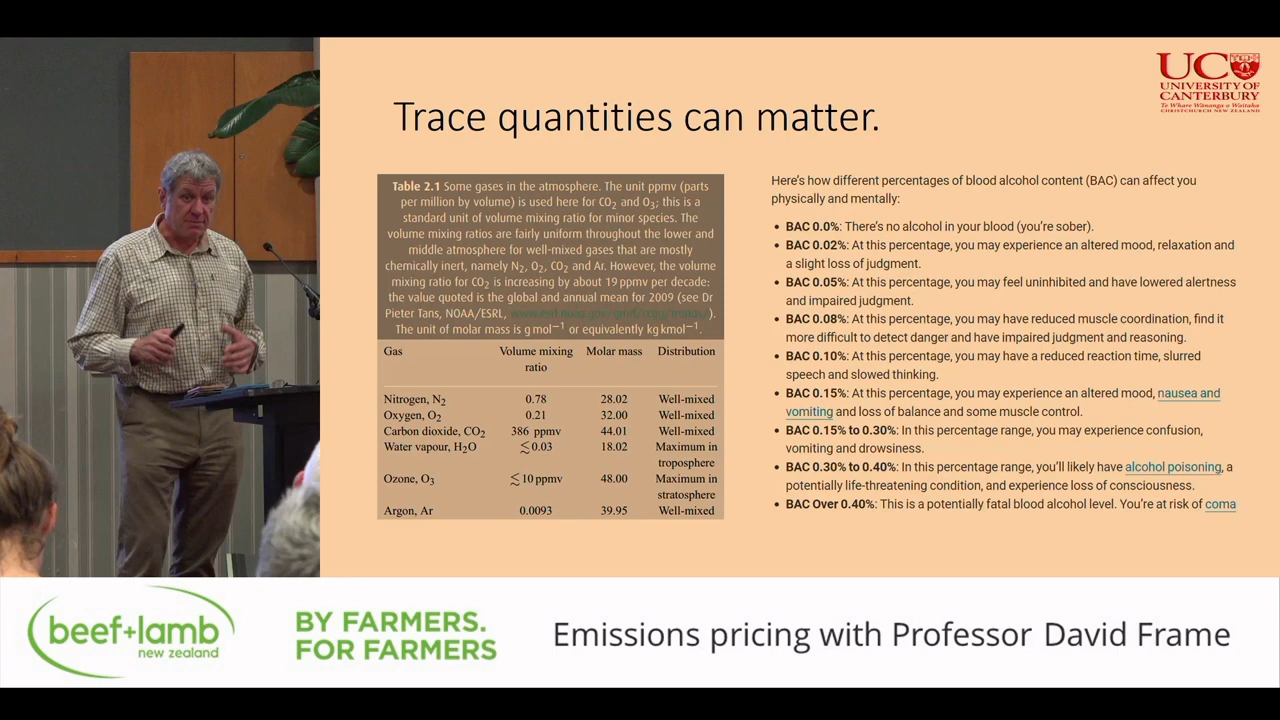 UC
UNIVERSITY OF
CANTERBURY
Te Whare Wānanga o Waitaha
CHRISTCHURCH NEW ZEALAND
Trace quantities can matter.
Table 2.1 Some gases in the atmosphere. The unit ppmv (parts
per million by volume) is used here for CO2 and O3; this is a
standard unit of volume mixing ratio for minor species. The
volume mixing ratios are fairly uniform throughout the lower and
middle atmosphere for well-mixed gases that are mostly
chemically inert, namely N2, O2, CO2 and Ar. However, the volume
mixing ratio for CO2 is increasing by about 19 ppmv per decade:
the value quoted is the global and annual mean for 2009 (see Dr
Pieter Tans, NOAA/ESRL, www.esrl.noaa.gov/gmd/ccgg/trends/).
The unit of molar mass is g mol−1 or equivalently kg kmol−1.
Gas Volume mixing ratio Molar mass Distribution
Nitrogen, N2 0.78 28.02 Well-mixed
Oxygen, O2 0.21 32.00 Well-mixed
Carbon dioxide, CO2 386 ppmv 44.01 Well-mixed
Water vapour, H2O ≲0.03 18.02 Maximum in
troposphere
Ozone, O3 ≲10 ppmv 48.00 Maximum in
stratosphere
Argon, Ar 0.0093 39.95 Well-mixed
Here's how different percentages of blood alcohol content (BAC) can affect you
physically and mentally:
• BAC 0.0%: There's no alcohol in your blood (you're sober).
• BAC 0.02%: At this percentage, you may experience an altered mood, relaxation and
a slight loss of judgment.
• BAC 0.05%: At this percentage, you may feel uninhibited and have lowered alertness
and impaired judgment.
• BAC 0.08%: At this percentage, you may have reduced muscle coordination, find it
more difficult to detect danger and have impaired judgment and reasoning.
• BAC 0.10%: At this percentage, you may have a reduced reaction time, slurred
speech and slowed thinking.
• BAC 0.15%: At this percentage, you may experience an altered mood, nausea and
vomiting and loss of balance and some muscle control.
• BAC 0.15% to 0.30%: In this percentage range, you may experience confusion,
vomiting and drowsiness.
• BAC 0.30% to 0.40%: In this percentage range, you'll likely have alcohol poisoning, a
potentially life-threatening condition, and experience loss of consciousness.
• BAC Over 0.40%: This is a potentially fatal blood alcohol level. You're at risk of coma
beef+lamb
new zealand
BY FARMERS.
FOR FARMERS
Emissions pricing with Professor David Frame